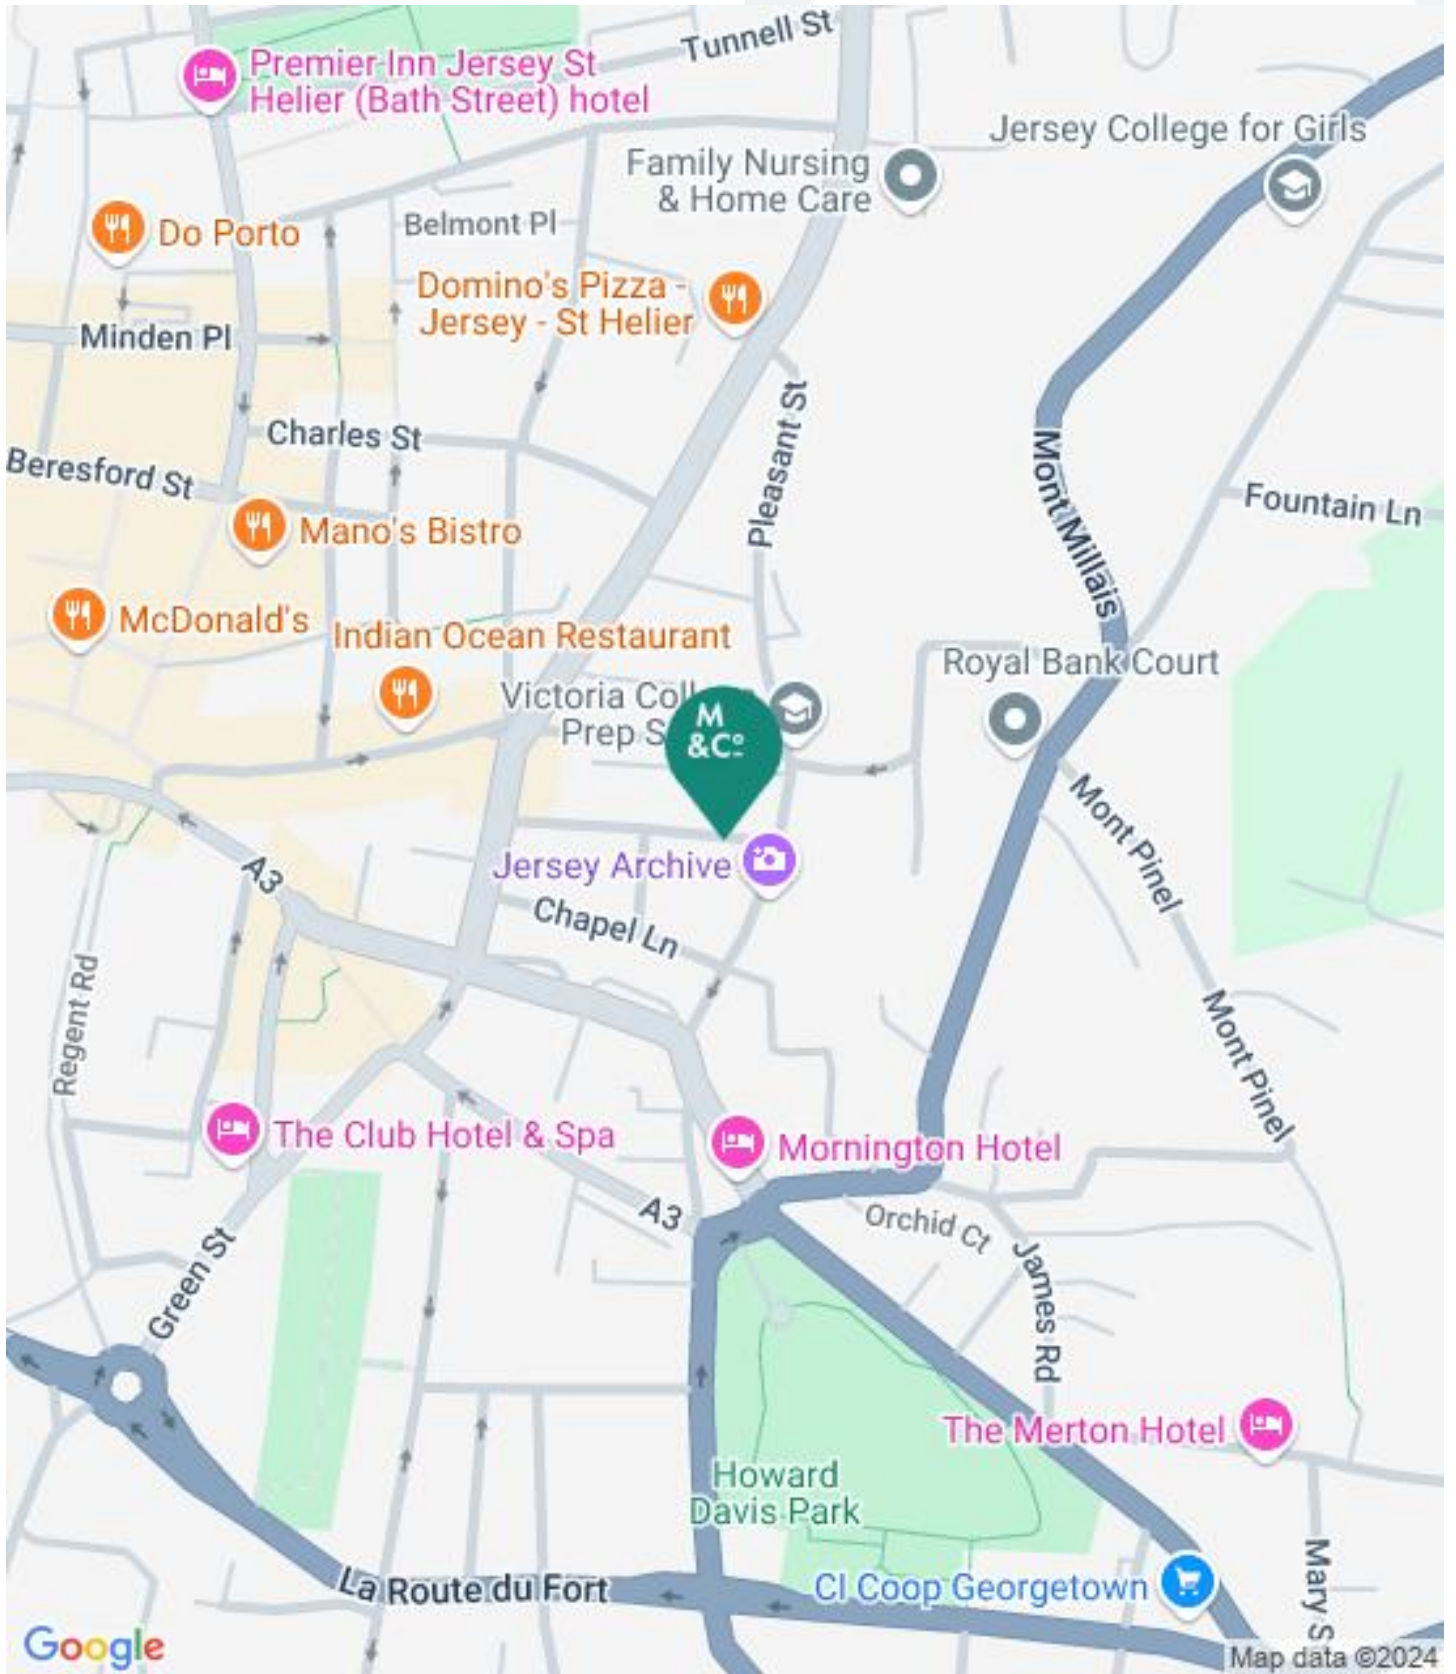 Tunnell St
Premier Inn Jersey St
Helier (Bath Street) hotel
Jersey College for Girls
Family Nursing
& Home Care
Belmont Pl
Do Porto
Domino's Pizza -
Jersey - St Helier
Minden Pl
Pleasant St
Charles St
Mont Millais
Beresford St
Fountain Ln
Mano's Bistro
McDonald's
Indian Ocean Restaurant
Royal Bank Court
Victoria
Prep
M
&Cº
Mont Pinel
Jersey Archive
A3
Chapel Ln
Regent Rd
Mont Pinel
The Club Hotel & Spa
Mornington Hotel
A3
Orchid Ct
Green St
James Rd
The Merton Hotel
Howard
Davis Park
La Route du Fort
CI Coop Georgetown
Mary
Google
Map data ©2024